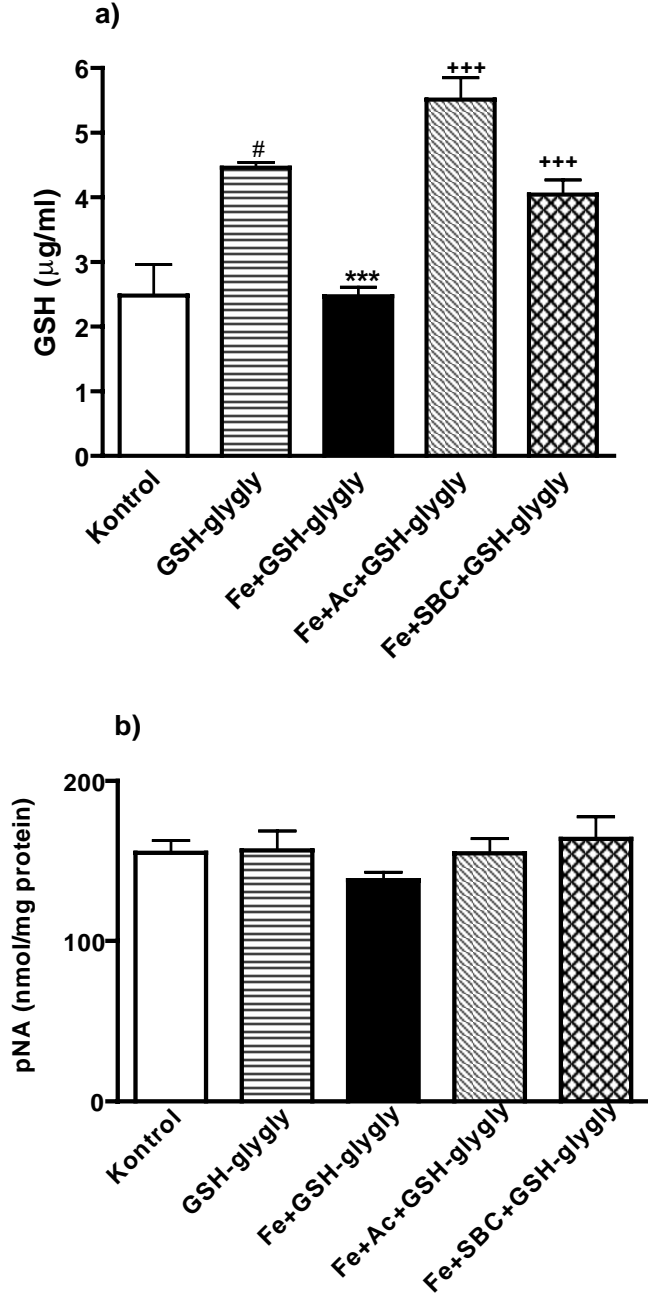 a)
GSH (μg/ml)
6
5
4
3
2
1
0
#
***
+++
+++
Kontrol
GSH-glygly
Fe+GSH-glygly
Fe+Ac+GSH-glygly
Fe+SBC+GSH-glygly
b)
pNA (nmol/mg protein)
200
100
0
Kontrol
GSH-glygly
Fe+GSH-glygly
Fe+Ac+GSH-glygly
Fe+SBC+GSH-glygly